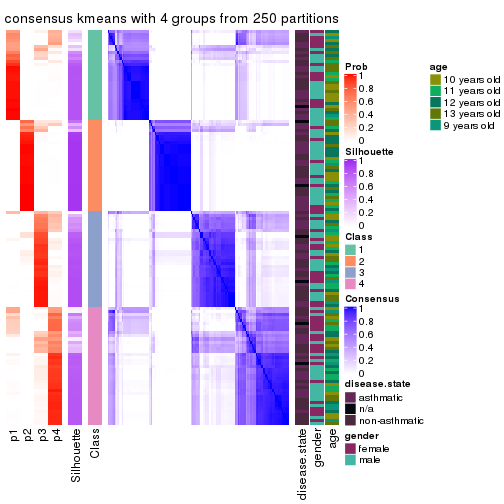 consensus kmeans with 4 groups from 250 partitions
Prob
1
0.8
0.6
0.4
0.2
0
Silhouette
1
0.8
0.6
0.4
0.2
0
Class
1
2
3
4
Consensus
1
0.8
0.6
0.4
0.2
0
disease.state
asthmatic
n/a
non-asthmatic
gender
female
male
age
10 years old
11 years old
12 years old
13 years old
9 years old
p1
p2
p3
p4
Silhouette
Class
disease.state
gender
age